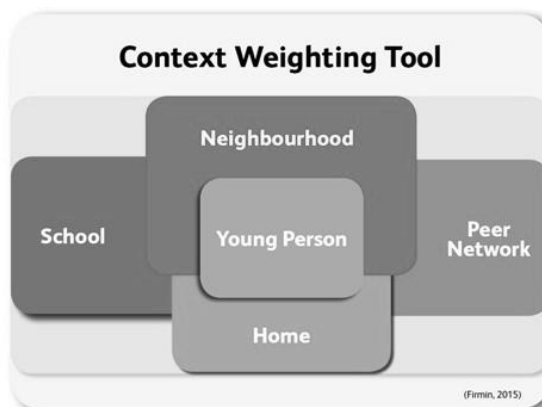 Context Weighting Tool
Neighbourhood
School
Young Person
Peer
Network
Home
(Firmin, 2015)